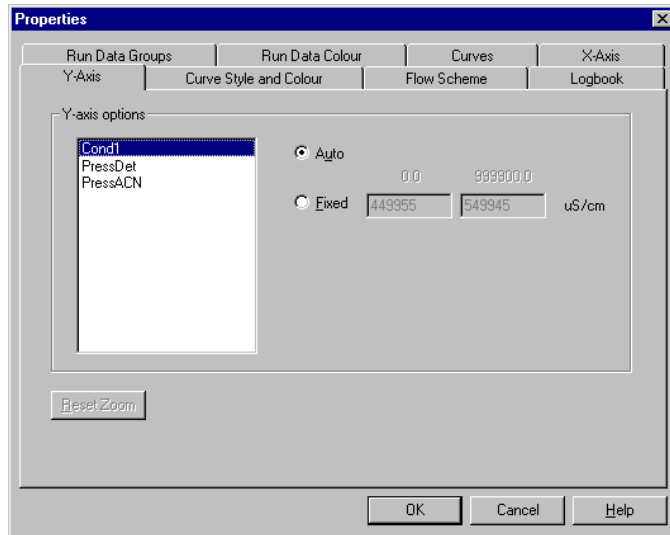 Properties
Run Data Groups Run Data Colour Curves X-Axis
Y-Axis Curve Style and Colour Flow Scheme Logbook
Y-axis options
Cond1
PressDet
PressACN
Auto
0.0 999900.0
Fixed 449955 549945 uS/cm
Reset Zoom
OK Cancel Help